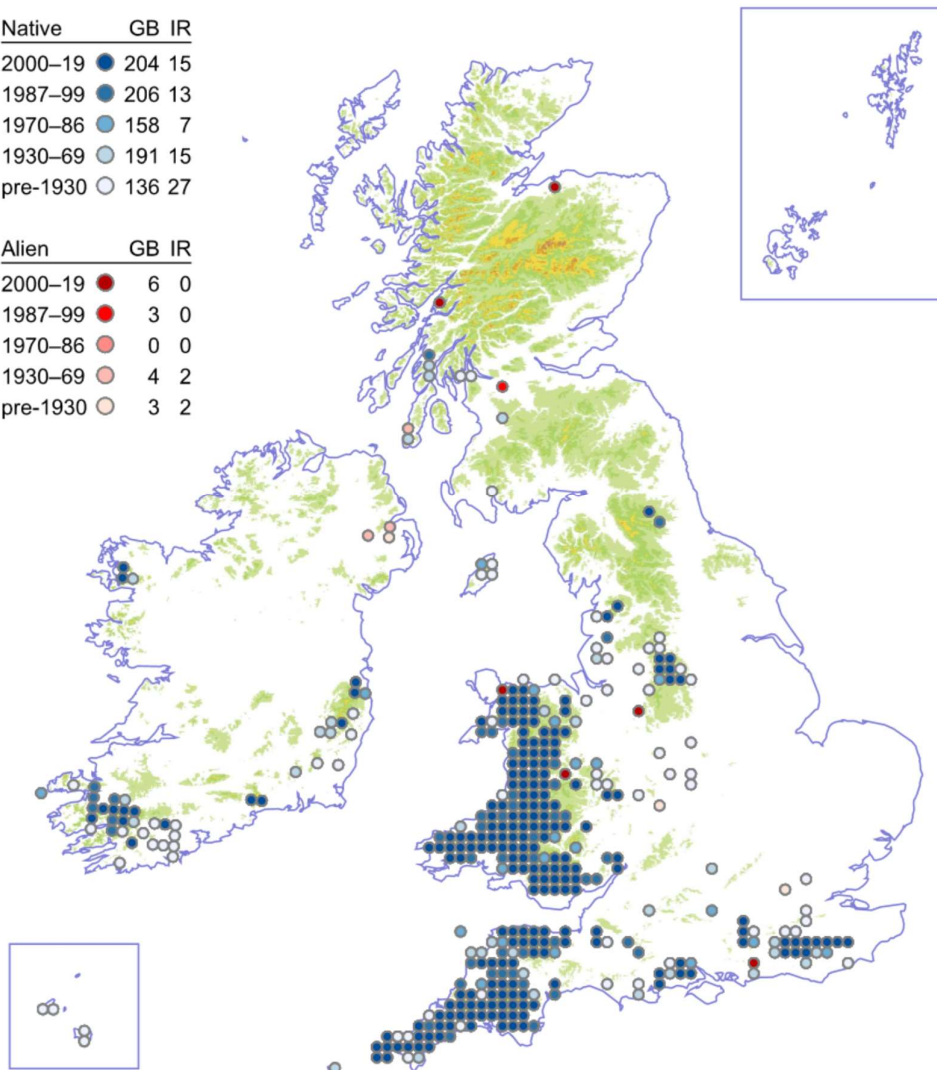 Native GB IR
2000–19 204 15
1987–99 206 13
1970–86 158 7
1930–69 191 15
pre-1930 136 27
Alien GB IR
2000–19 6 0
1987–99 3 0
1970–86 0 0
1930–69 4 2
pre-1930 3 2